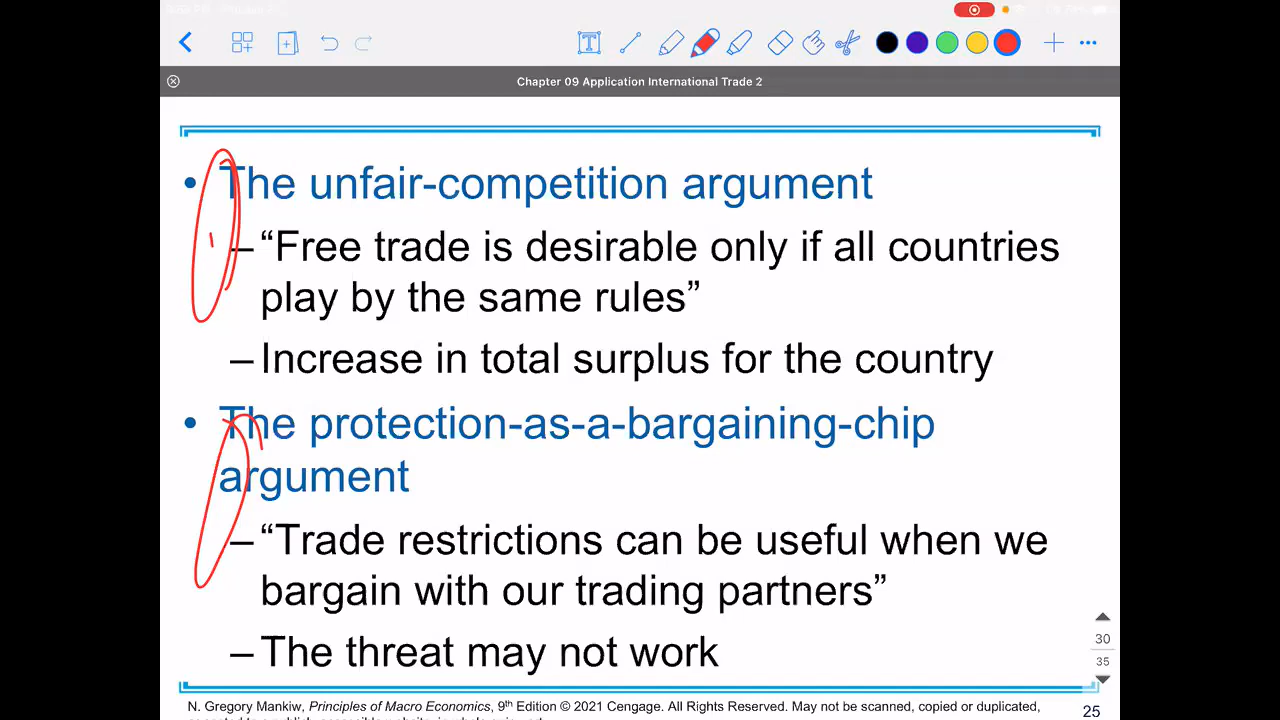 Chapter 09 Application International Trade 2
• The unfair-competition argument
– “Free trade is desirable only if all countries
play by the same rules”
– Increase in total surplus for the country
• The protection-as-a-bargaining-chip
argument
– “Trade restrictions can be useful when we
bargain with our trading partners”
– The threat may not work
30
35
N. Gregory Mankiw, Principles of Macro Economics, 9th Edition © 2021 Cengage. All Rights Reserved. May not be scanned, copied or duplicated,
25